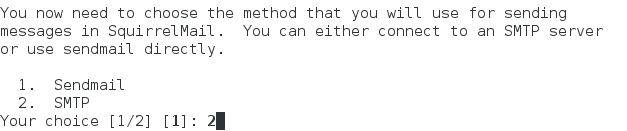 You now need to choose the method that you will use for sending
messages in SquirrelMail.  You can either connect to an SMTP server
or use sendmail directly.
  1.  Sendmail
  2.  SMTP
Your choice [1/2] [1]: 2